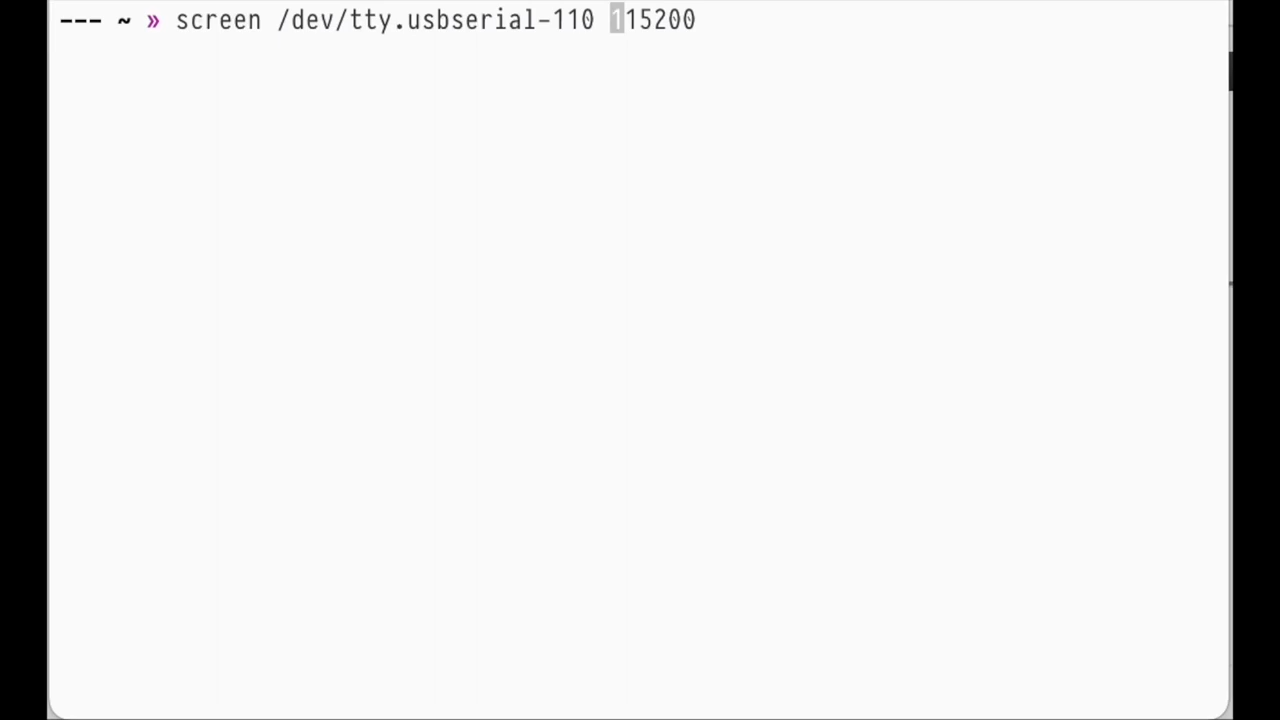 --- ~ » screen /dev/tty.usbserial-110 115200